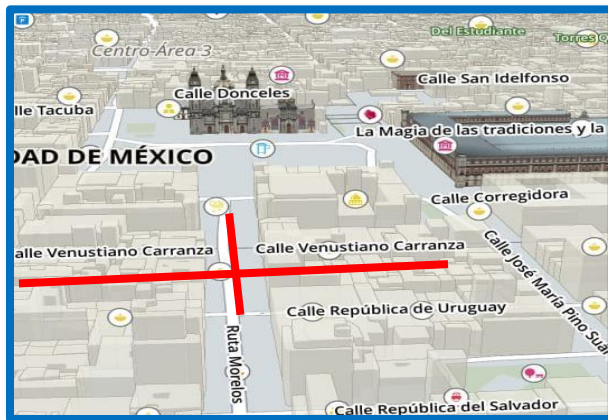 Del Estudiante
Torres Q
Centro-Área 3
Calle San Idelfonso
Calle Donceles
lle Tacuba
La Magia de las tradiciones y la
DAD DE MÉXICO
Calle Corregidora
alle Venustiano Carranza
Calle Venustiano Carranza
Calle José María Pino Suár
Calle República de Uruguay
Ruta Morelos
Calle República del Salvador